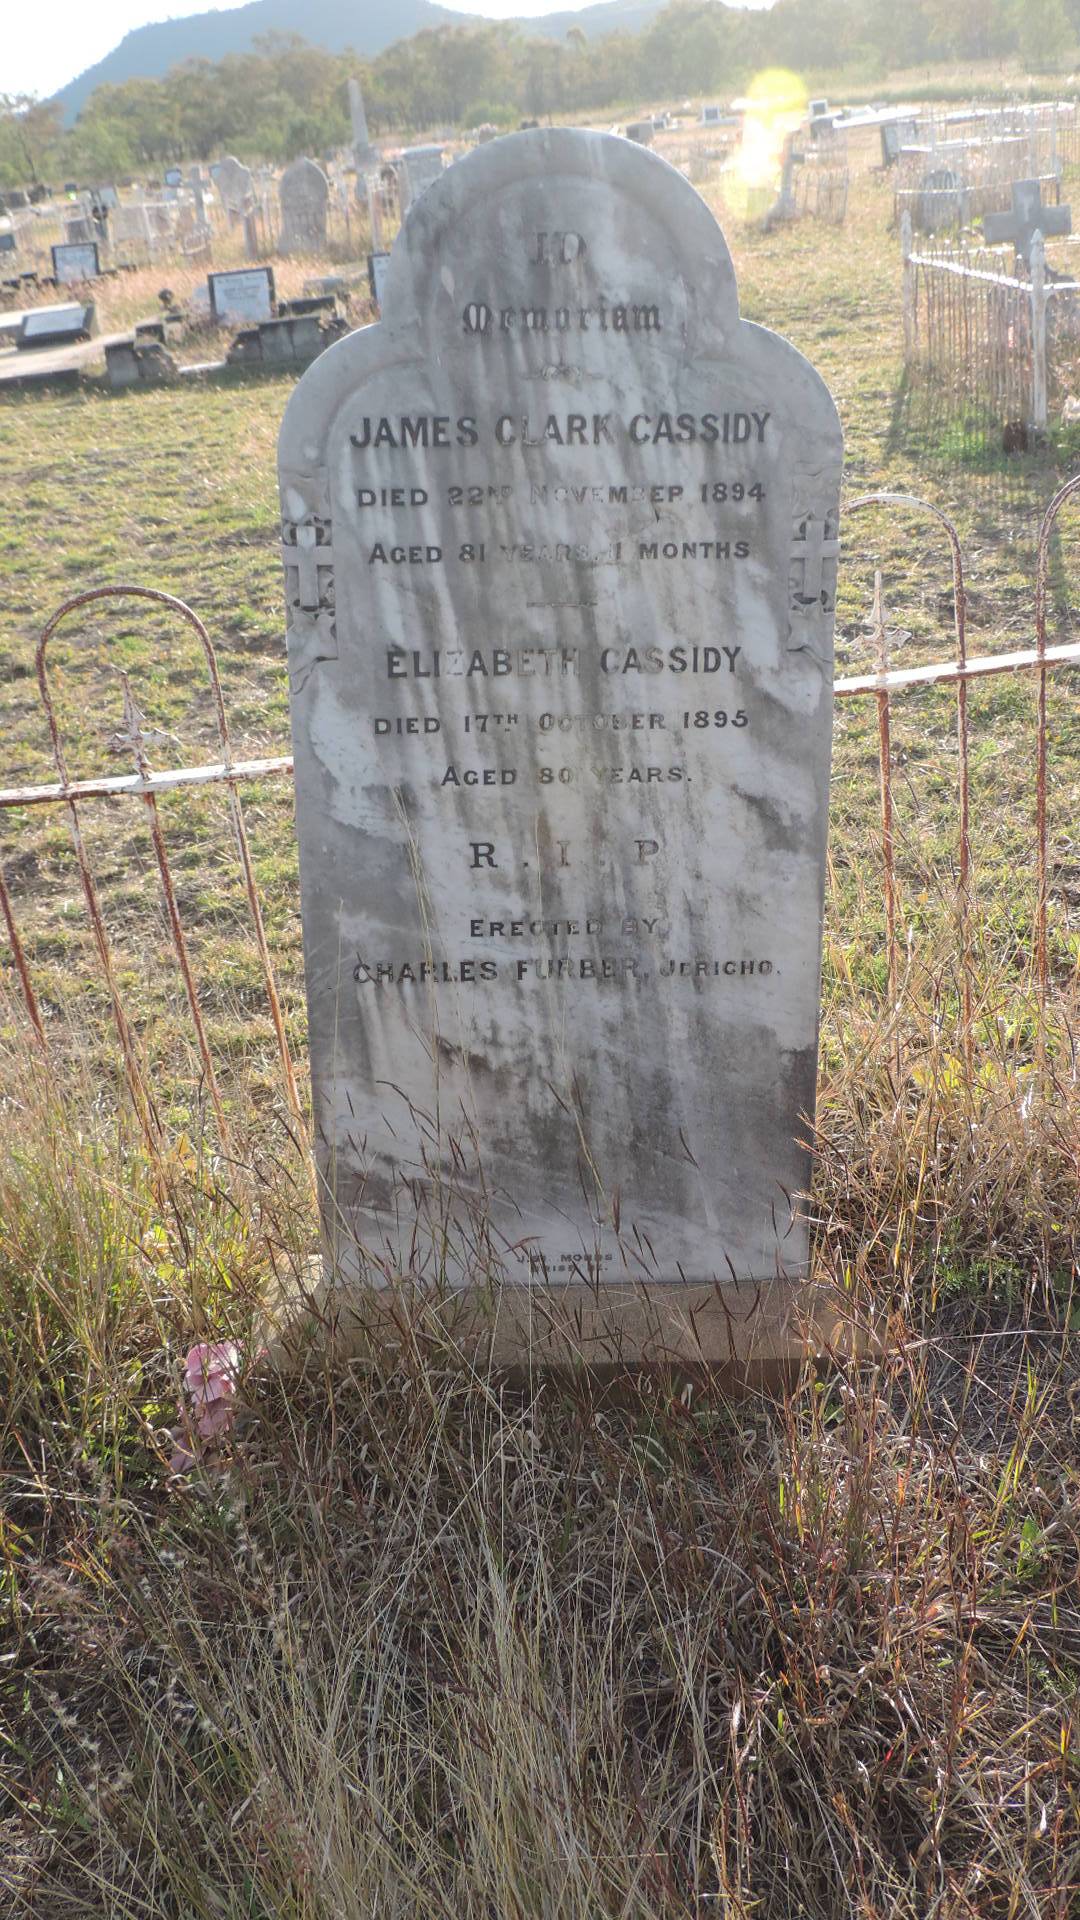 In
Memoriam
JAMES CLARK CASSIDY
DIED 22ND NOVEMBER 1894
AGED 81 YEARS, 11 MONTHS
ELIZABETH CASSIDY
DIED 17TH OCTOBER 1895
AGED 80 YEARS.
R.I.P
ERECTED BY
CHARLES FURBER, JERICHO.
BRISBANE.